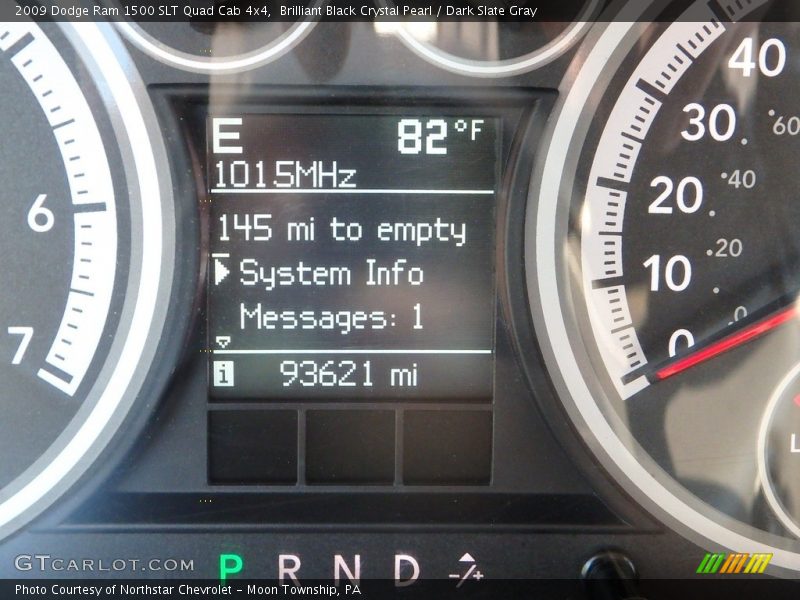 2009 Dodge Ram 1500 SLT Quad Cab 4x4, Brilliant Black Crystal Pearl / Dark Slate Gray
E 82°F
1015MHz
145 mi to empty
System Info
Messages: 1
i 93621 mi
6
7
40
30
20
10
0
60
40
20
0
L
P R N D -/+
GTCARLOT.COM
Photo Courtesy of Northstar Chevrolet - Moon Township, PA